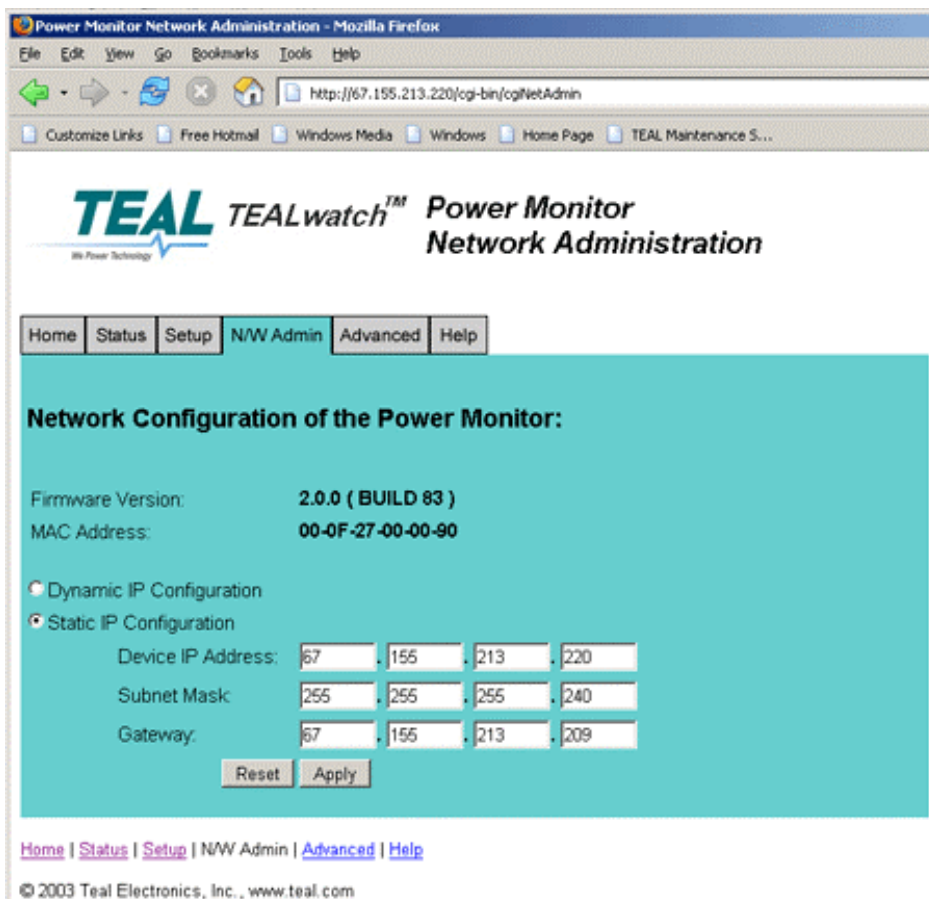 Power Monitor Network Administration - Mozilla Firefox
File Edit View Go Bookmarks Tools Help
http://67.155.213.220/cgi-bin/cgiNetAdmin
Customize Links Free Hotmail Windows Media Windows Home Page TEAL Maintenance S...
TEAL TEALwatch™ Power Monitor
We Power Technology Network Administration
Home Status Setup N/W Admin Advanced Help
Network Configuration of the Power Monitor:
Firmware Version: 2.0.0 ( BUILD 83 )
MAC Address: 00-0F-27-00-00-90
Dynamic IP Configuration
Static IP Configuration
Device IP Address: 67 . 155 . 213 . 220
Subnet Mask: 255 . 255 . 255 . 240
Gateway: 67 . 155 . 213 . 209
Reset Apply
Home | Status | Setup | N/W Admin | Advanced | Help
© 2003 Teal Electronics, Inc., www.teal.com